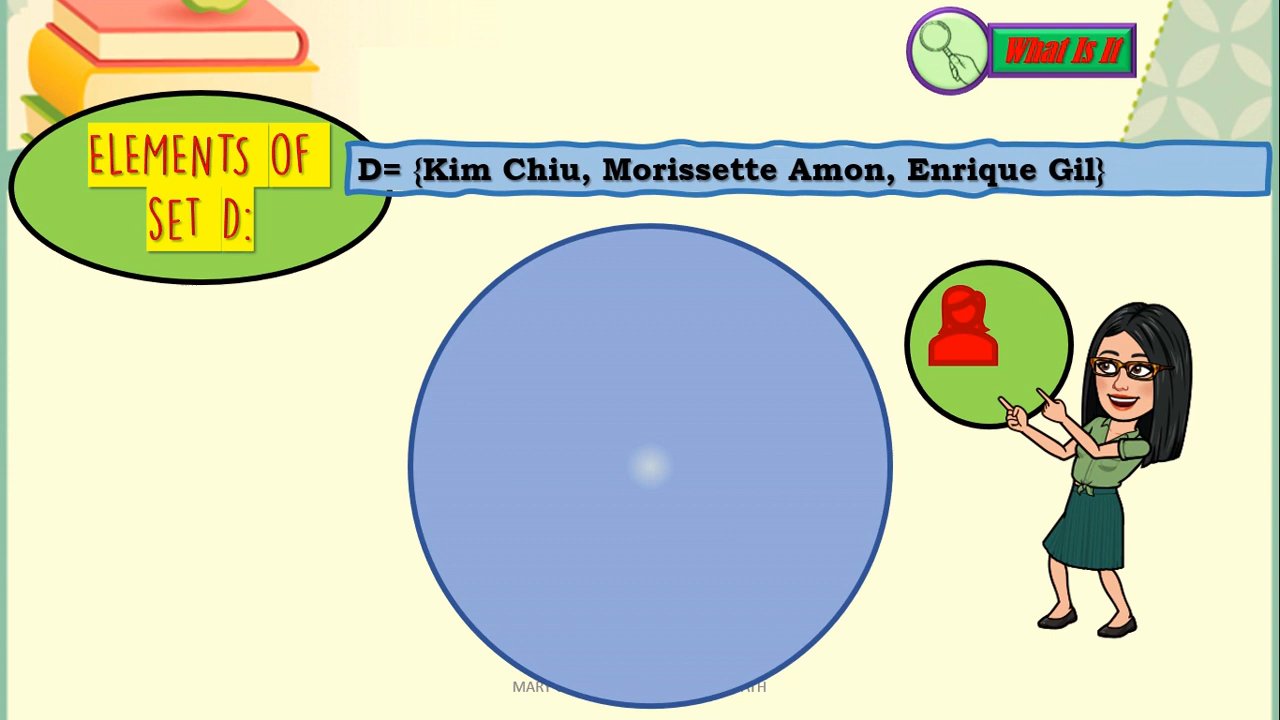 What Is It
ELEMENTS OF
SET D:
D= {Kim Chiu, Morissette Amon, Enrique Gil}